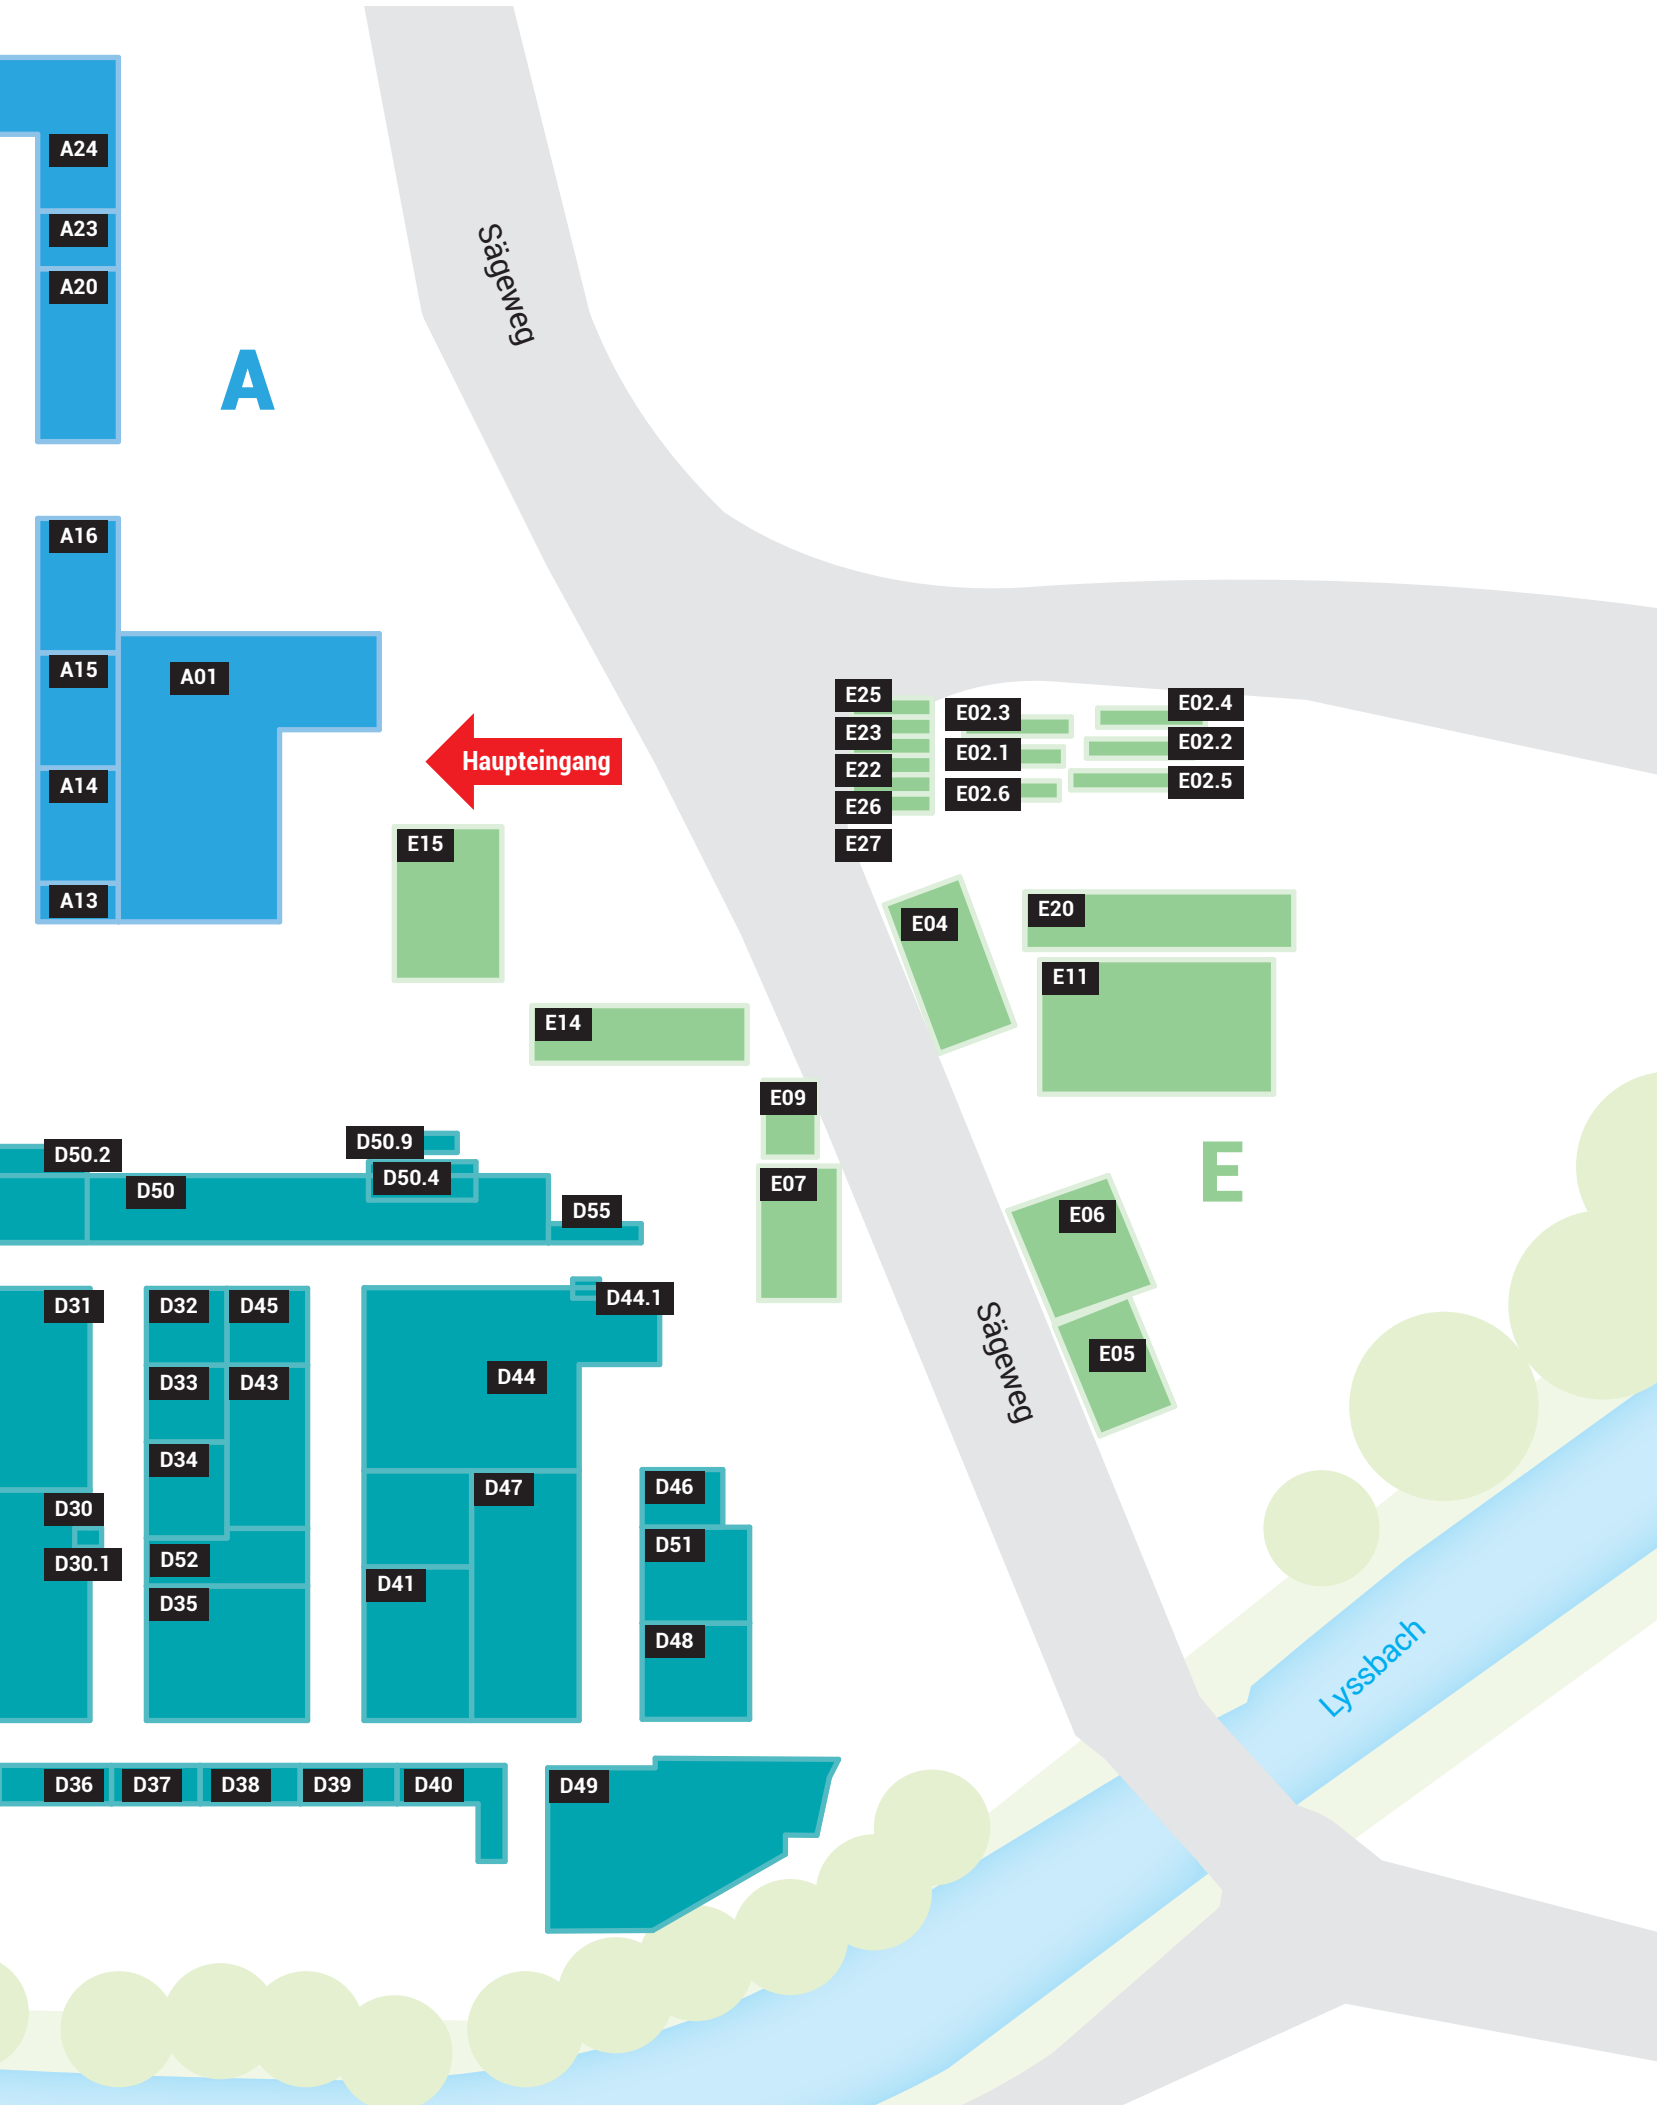 A24
A23
A20
A
Sägeweg
A16
A15
A01
A14
A13
Haupteingang
E15
E14
E25
E23
E22
E26
E27
E02.3
E02.1
E02.6
E02.4
E02.2
E02.5
E04
E20
E11
E09
E07
E
E06
E05
Sägeweg
D50.2
D50
D50.9
D50.4
D55
D31
D32
D45
D33
D43
D34
D30
D30.1
D52
D35
D44.1
D44
D47
D41
D46
D51
D48
D36
D37
D38
D39
D40
D49
Lyssbach